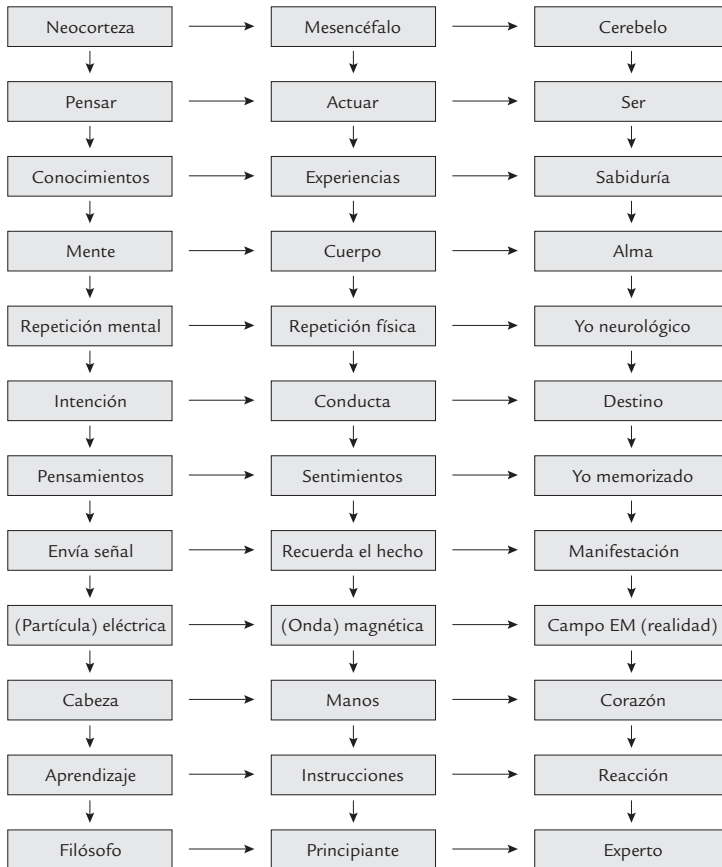 Neocorteza Mesencéfalo Cerebelo
Pensar Actuar Ser
Conocimientos Experiencias Sabiduría
Mente Cuerpo Alma
Repetición mental Repetición física Yo neurológico
Intención Conducta Destino
Pensamientos Sentimientos Yo memorizado
Envía señal Recuerda el hecho Manifestación
(Partícula) eléctrica (Onda) magnética Campo EM (realidad)
Cabeza Manos Corazón
Aprendizaje Instrucciones Reacción
Filósofo Principiante Experto